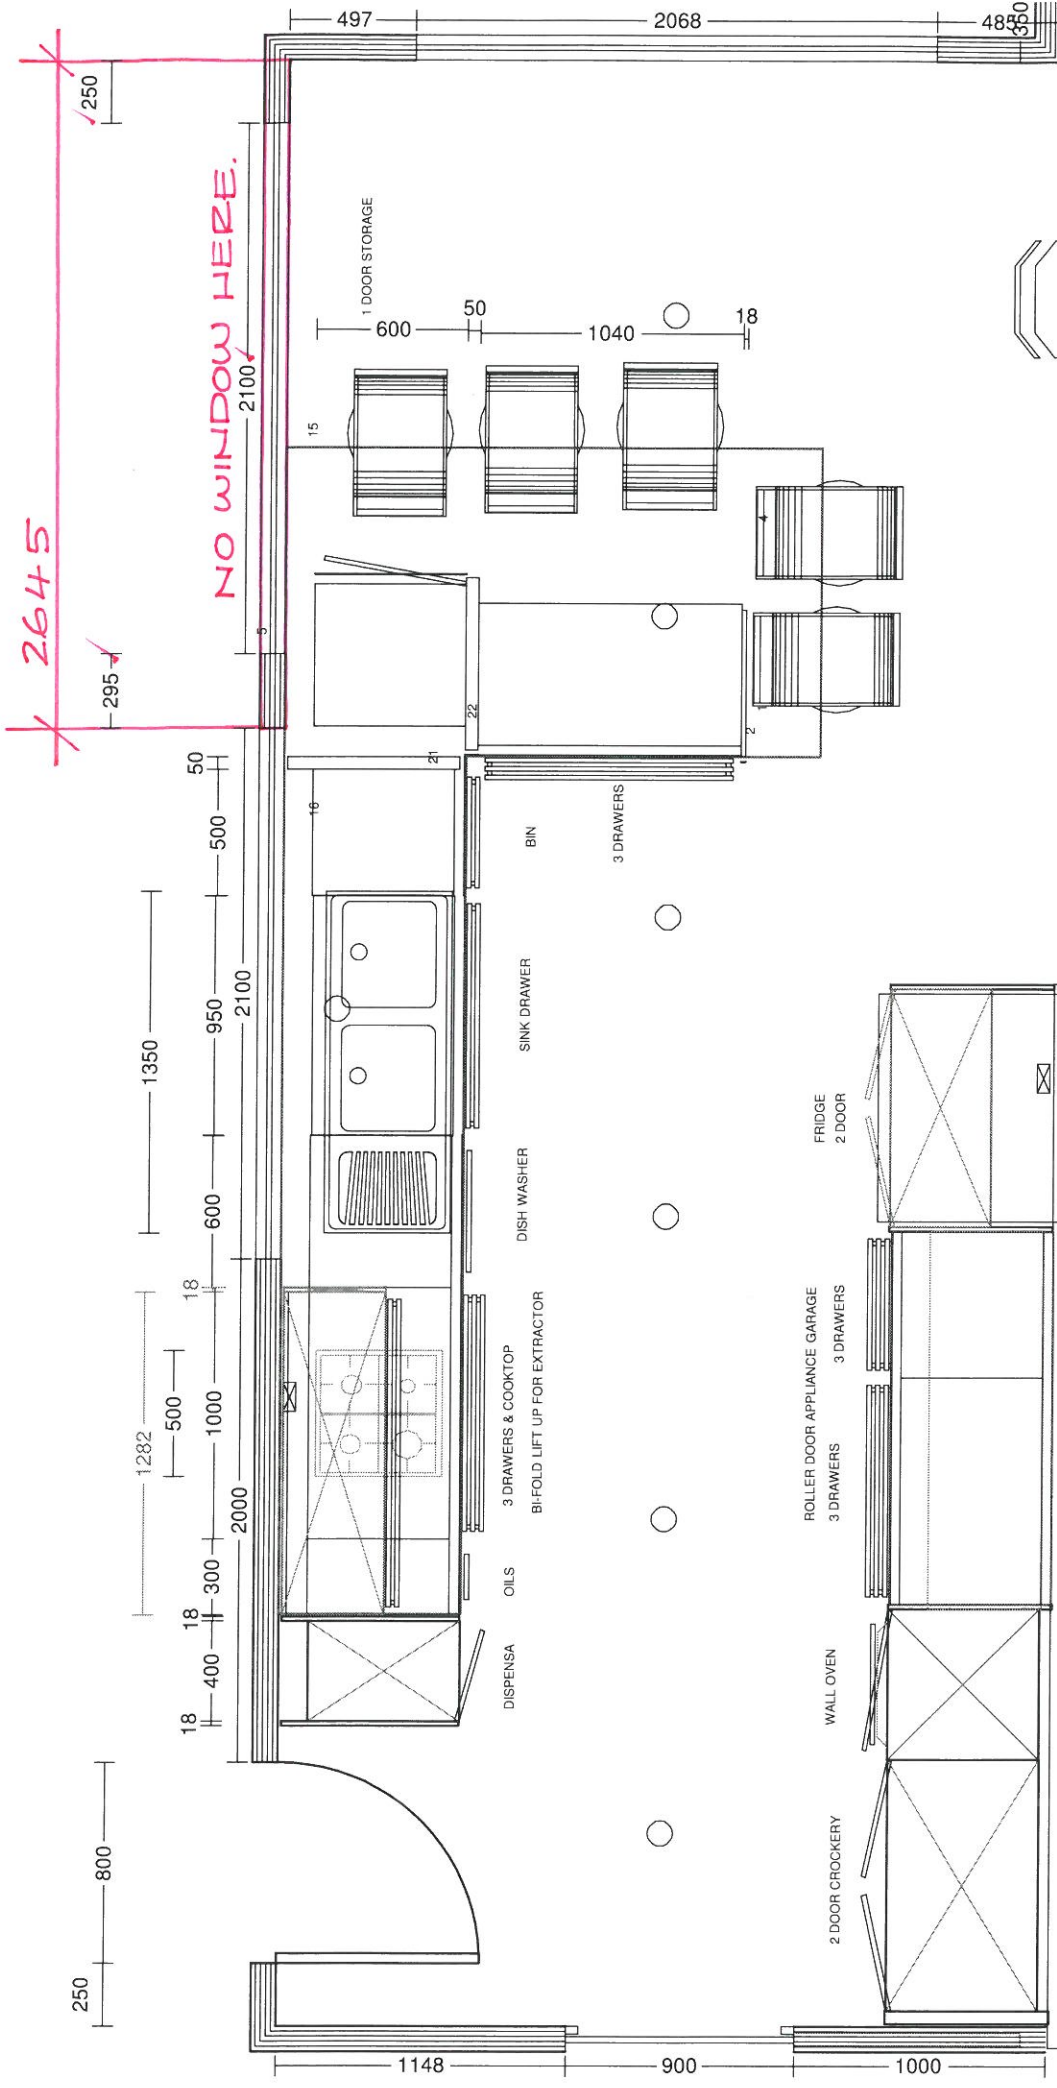 497
2068
485
350
250
2645
NO WINDOW HERE.
2100
295
5
1 DOOR STORAGE
600
50
1040
18
15
4
22
2
21
16
50
500
BIN
3 DRAWERS
1350
950
2100
SINK DRAWER
600
DISH WASHER
FRIDGE
2 DOOR
18
1282
500
1000
2000
3 DRAWERS & COOKTOP
BI-FOLD LIFT UP FOR EXTRACTOR
ROLLER DOOR APPLIANCE GARAGE
3 DRAWERS
3 DRAWERS
300
OILS
18
400
18
DISPENSA
WALL OVEN
2 DOOR CROCKERY
800
250
1148
900
1000